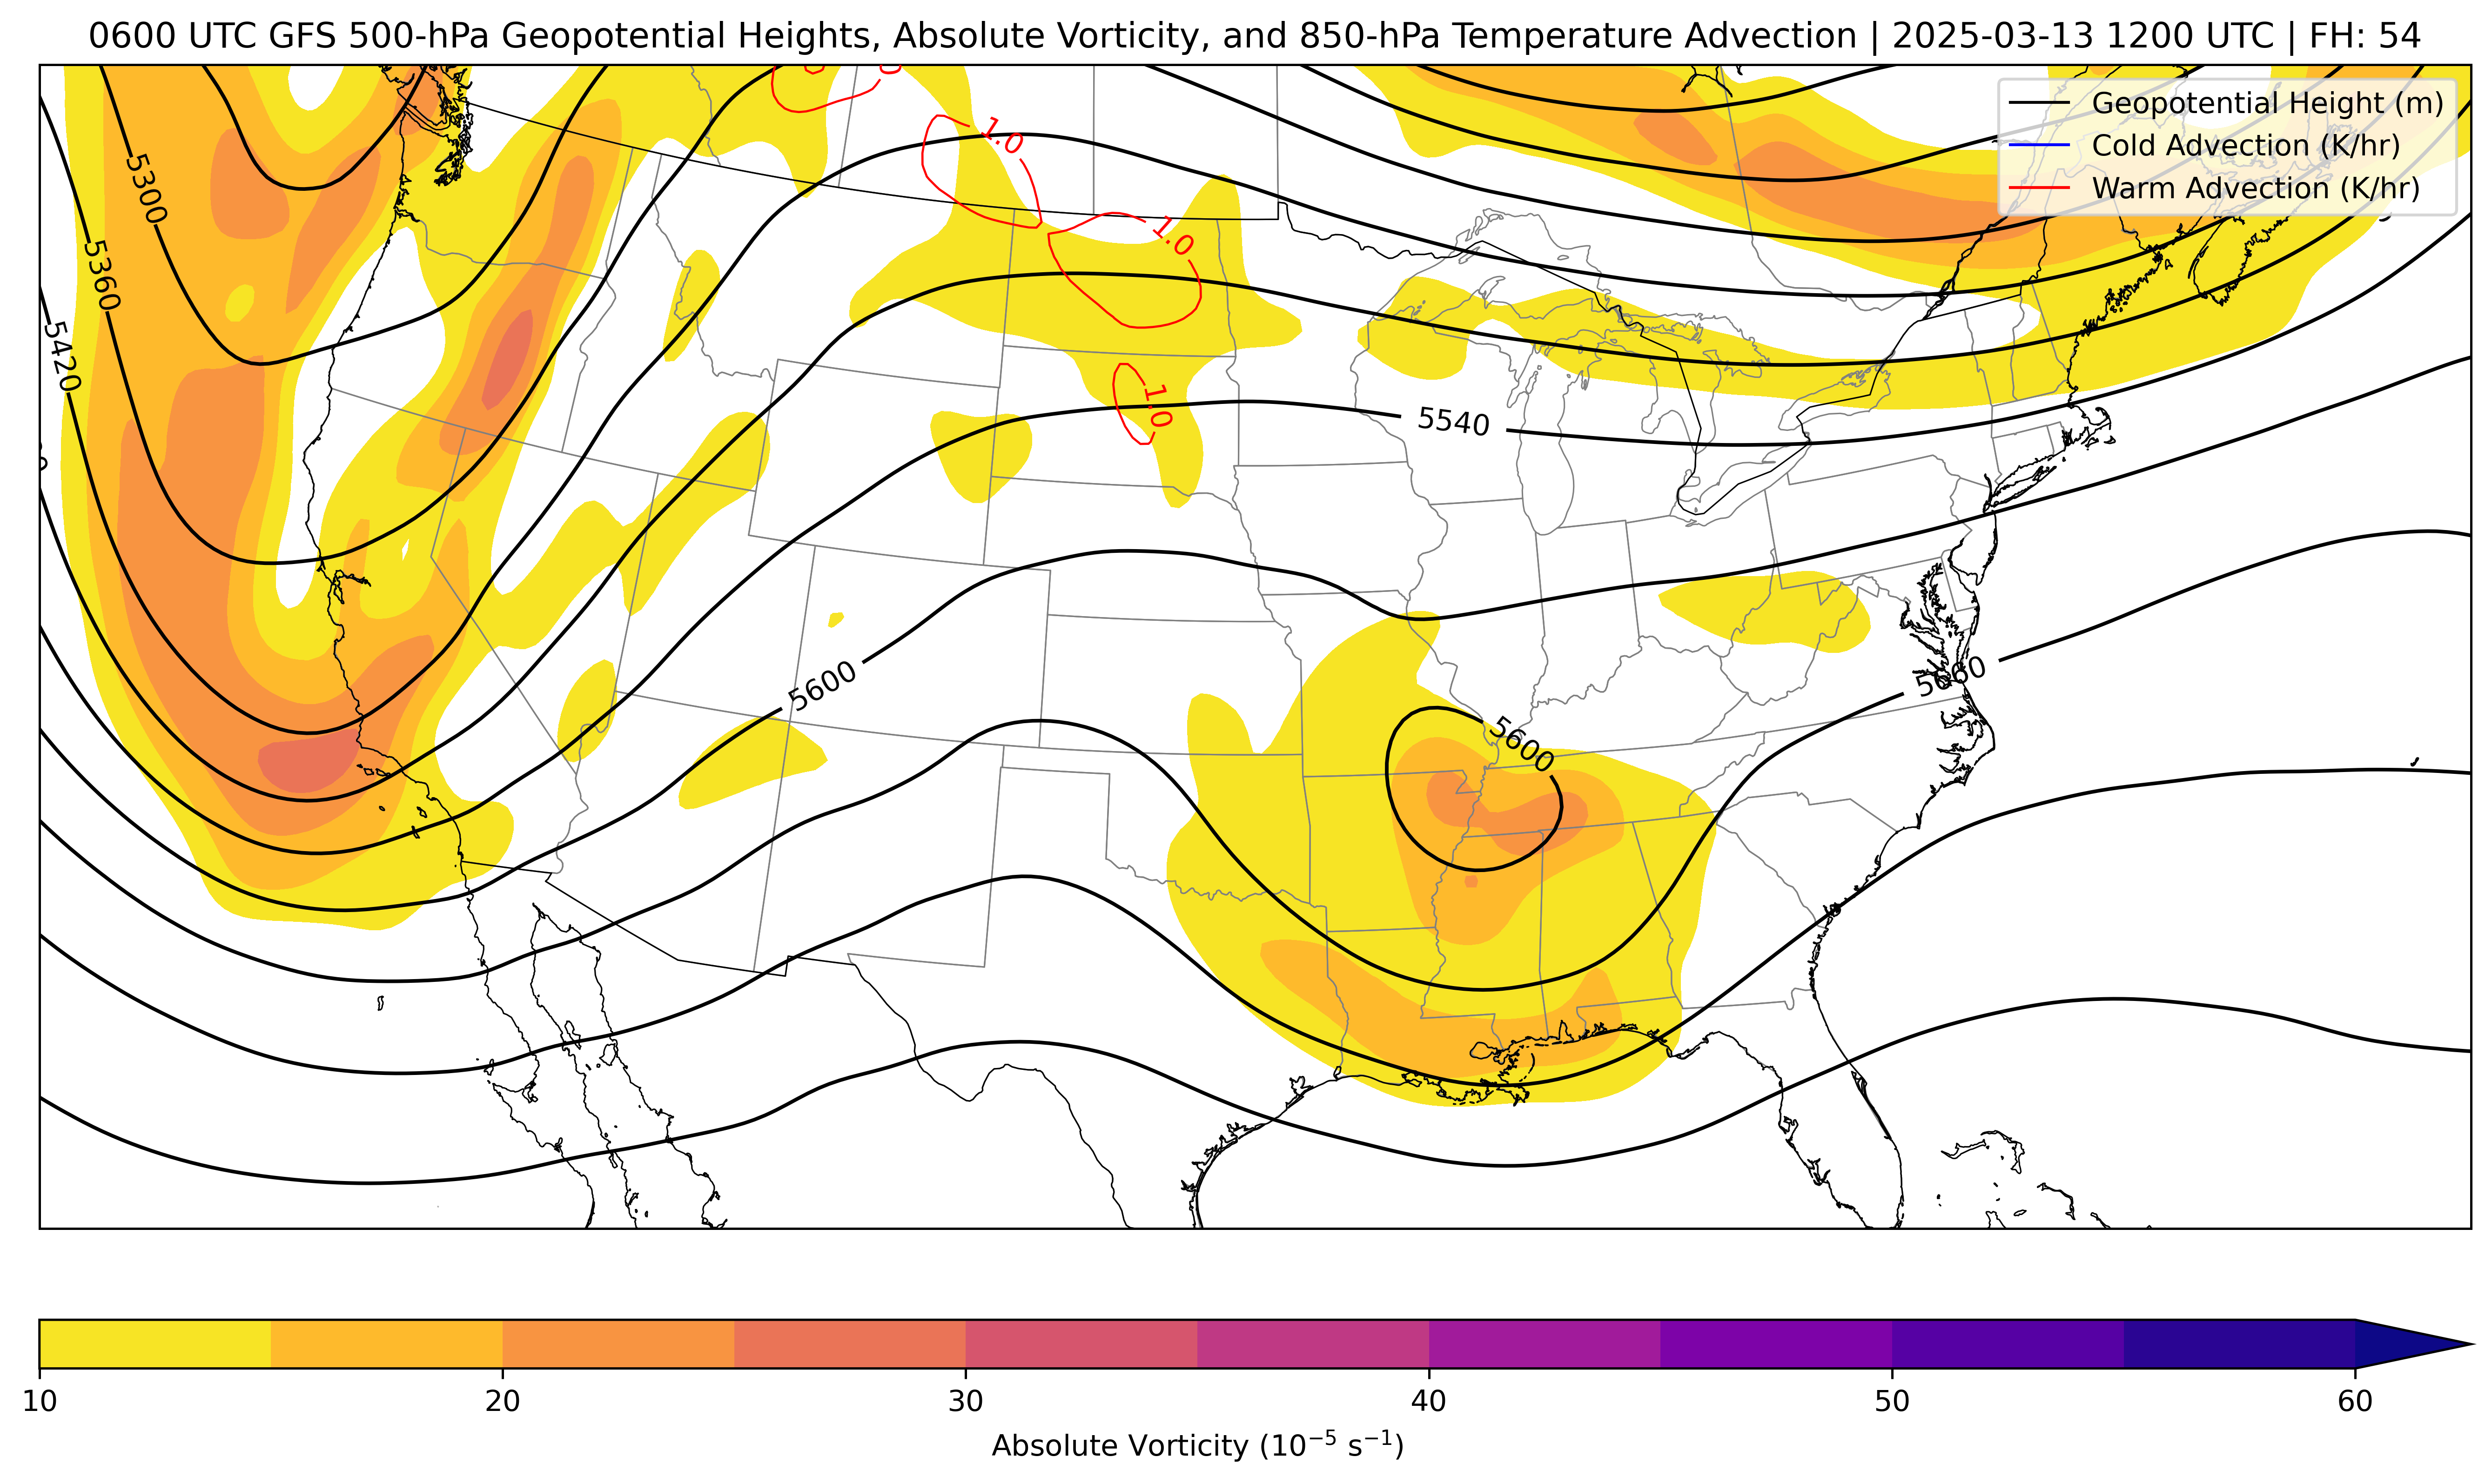 0600 UTC GFS 500-hPa Geopotential Heights, Absolute Vorticity, and 850-hPa Temperature Advection | 2025-03-13 1200 UTC | FH: 54
Geopotential Height (m)
Cold Advection (K/hr)
Warm Advection (K/hr)
1.0
5300
1.0
5360
5420
1.0
5540
5600
5660
5600
10 20 30 40 50 60
Absolute Vorticity (10⁻⁵ s⁻¹)